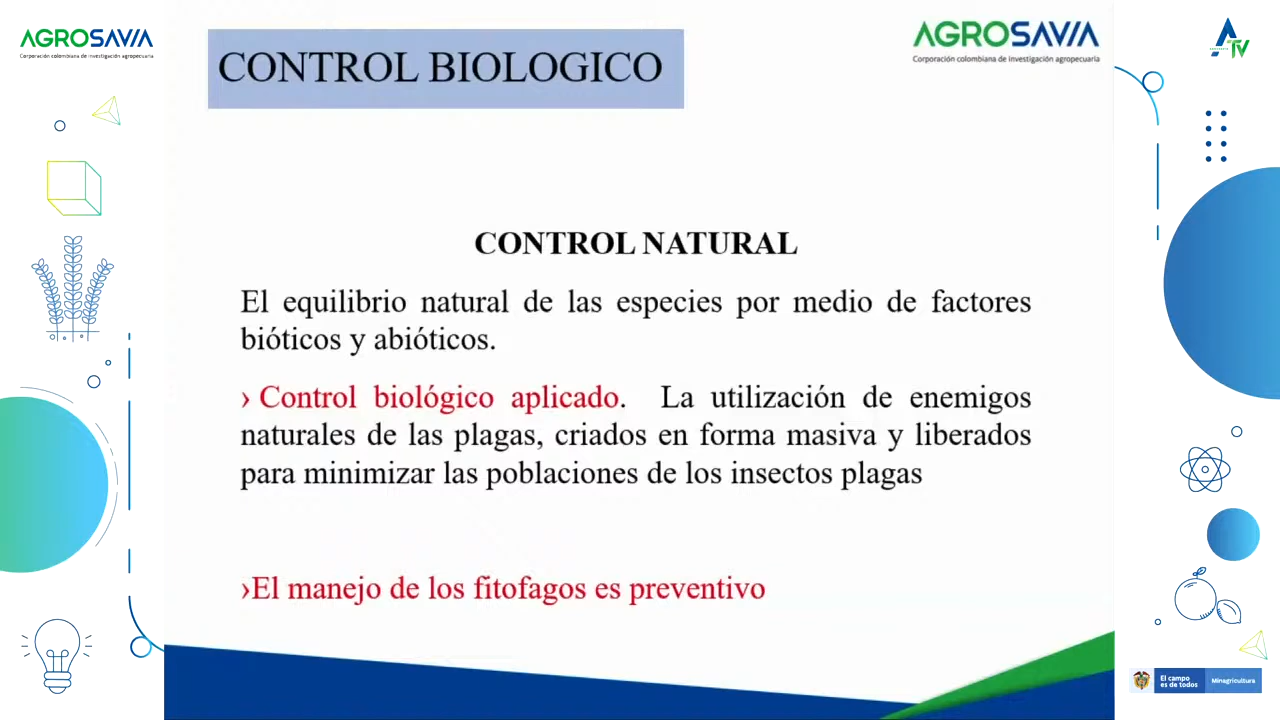 AGROSAVIA
Corporación colombiana de investigación agropecuaria
CONTROL BIOLOGICO
AGROSAVIA
Corporación colombiana de investigación agropecuaria
TV
CONTROL NATURAL
El equilibrio natural de las especies por medio de factores
bióticos y abióticos.
› Control biológico aplicado. La utilización de enemigos
naturales de las plagas, criados en forma masiva y liberados
para minimizar las poblaciones de los insectos plagas
›El manejo de los fitofagos es preventivo
El campo
es de todos
Minagricultura